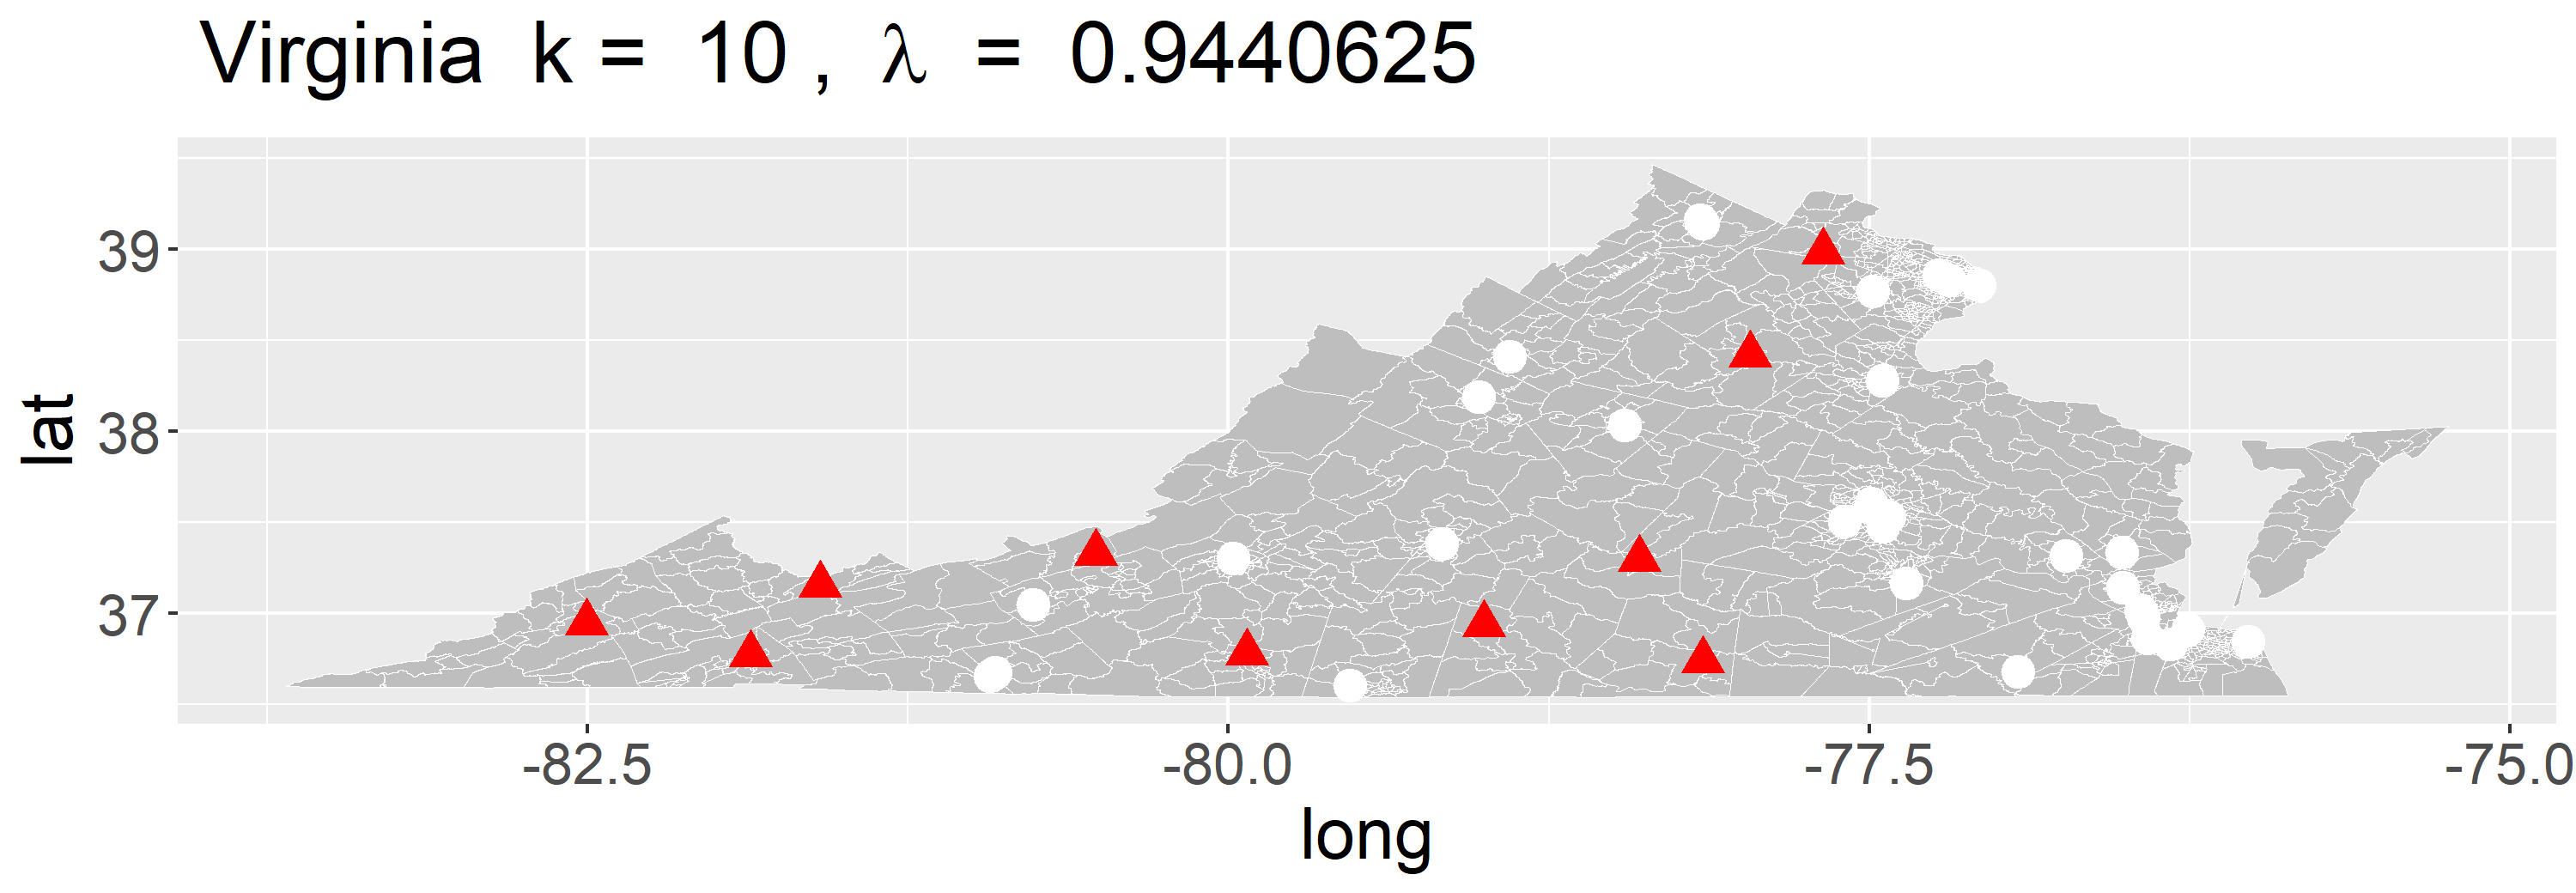 Virginia k = 10 , λ = 0.9440625
39
38
37
lat
-82.5 -80.0 -77.5 -75.0
long